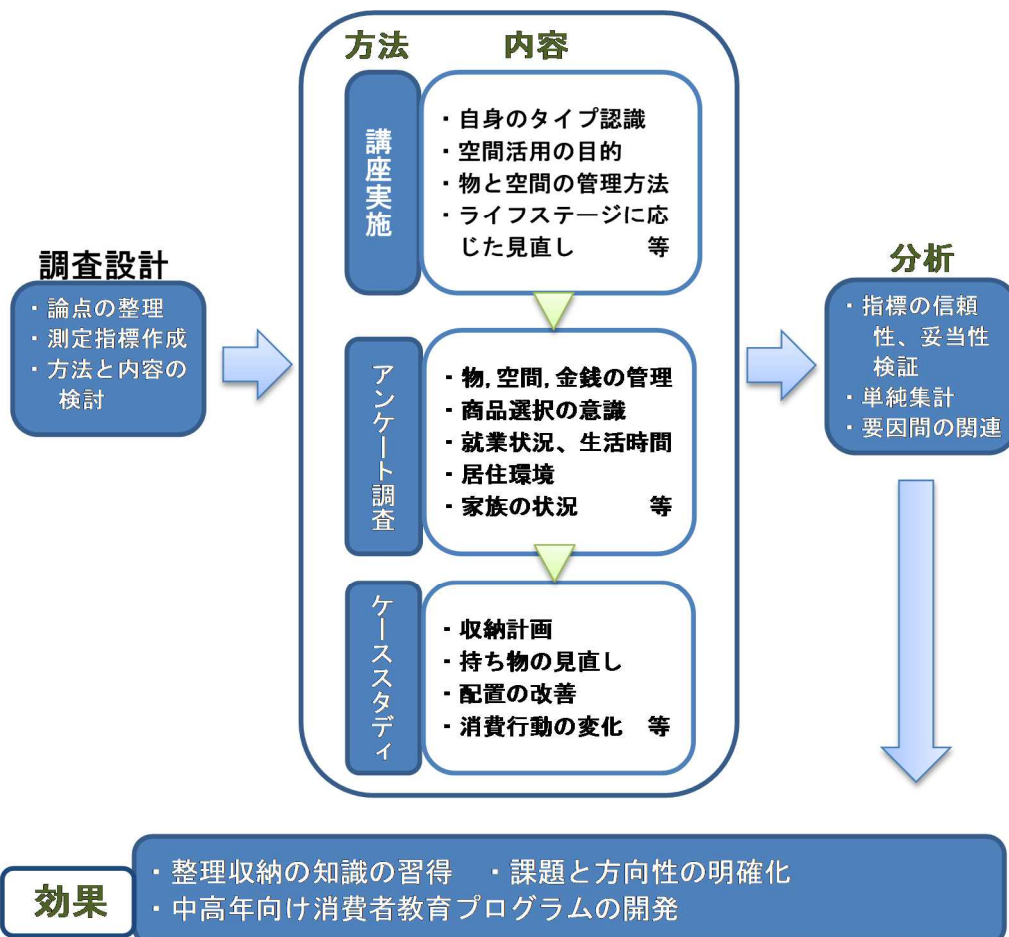 調査設計
・論点の整理
・測定指標作成
・方法と内容の
検討
方法 内容
講座実施
・自身のタイプ認識
・空間活用の目的
・物と空間の管理方法
・ライフステージに応
じた見直し 等
アンケート調査
・物,空間,金銭の管理
・商品選択の意識
・就業状況、生活時間
・居住環境
・家族の状況 等
ケーススタディ
・収納計画
・持ち物の見直し
・配置の改善
・消費行動の変化 等
分析
・指標の信頼
性、妥当性
検証
・単純集計
・要因間の関連
効果
・整理収納の知識の習得 ・課題と方向性の明確化
・中高年向け消費者教育プログラムの開発